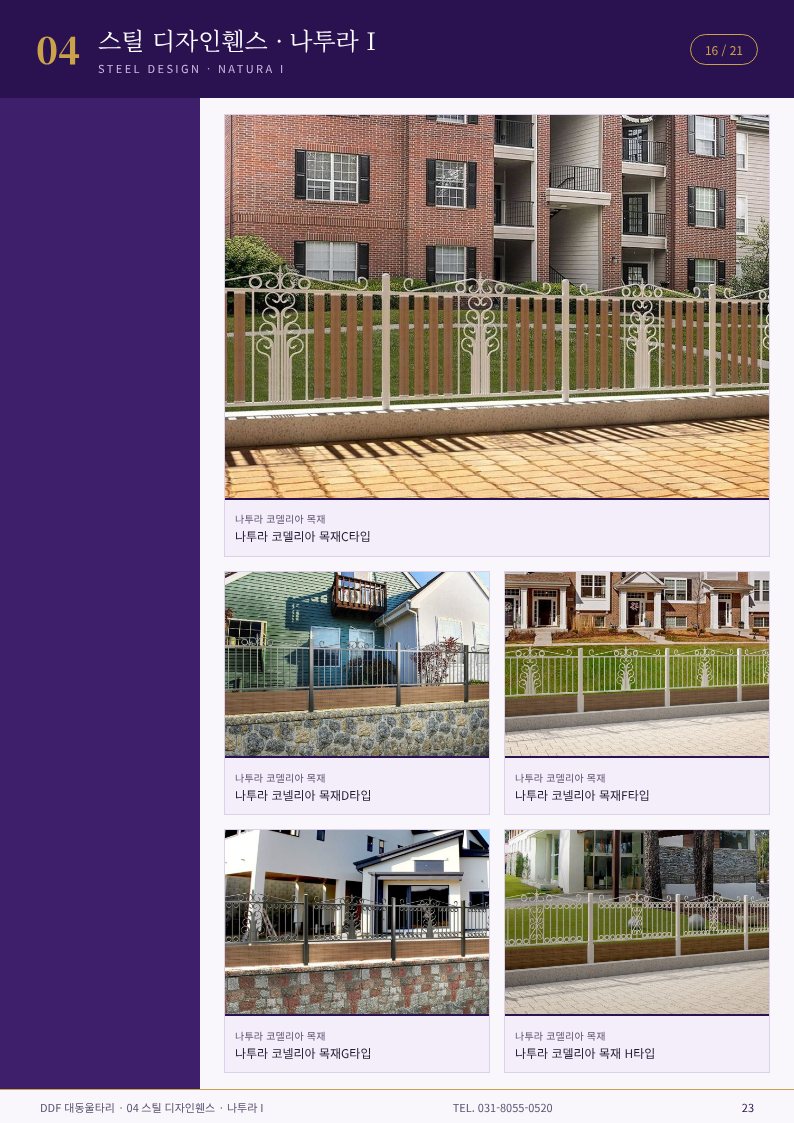 04
스틸 디자인휀스 · 나투라 I
STEEL DESIGN · NATURA I
16 / 21
나투라 코델리아 목재
나투라 코델리아 목재C타입
나투라 코델리아 목재
나투라 코넬리아 목재D타입
나투라 코델리아 목재
나투라 코넬리아 목재F타입
나투라 코델리아 목재
나투라 코넬리아 목재G타입
나투라 코델리아 목재
나투라 코델리아 목재 H타입
DDF 대동울타리 · 04 스틸 디자인휀스 · 나투라 I
TEL. 031-8055-0520
23